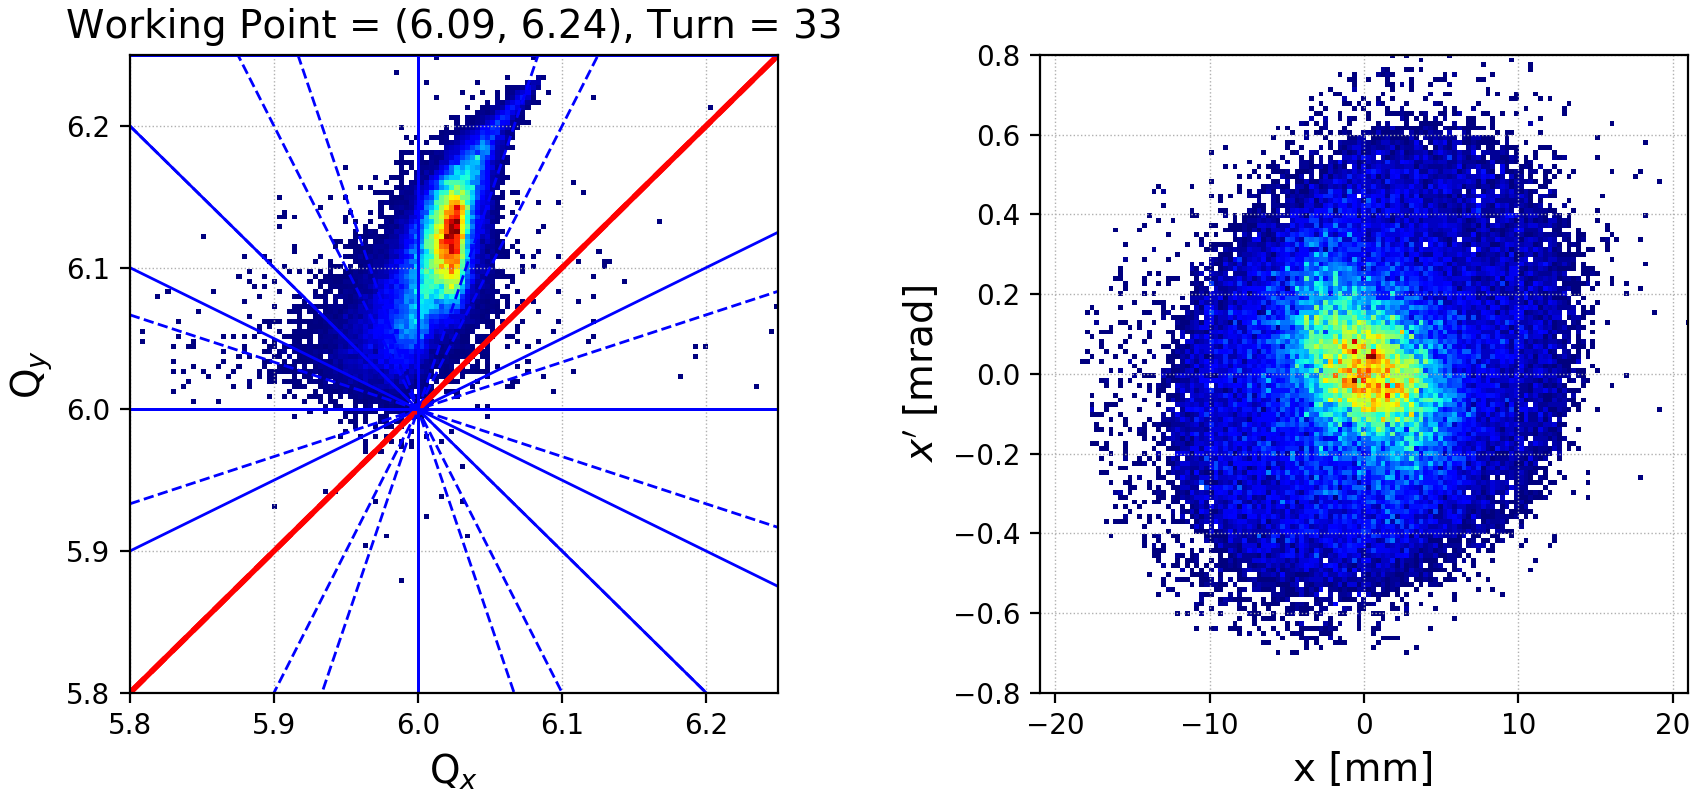 Working Point = (6.09, 6.24), Turn = 33
6.2
6.1
6.0
5.9
5.8
Q_y
5.8 5.9 6.0 6.1 6.2
Q_x
0.8
0.6
0.4
0.2
0.0
−0.2
−0.4
−0.6
−0.8
x′ [mrad]
−20 −10 0 10 20
x [mm]